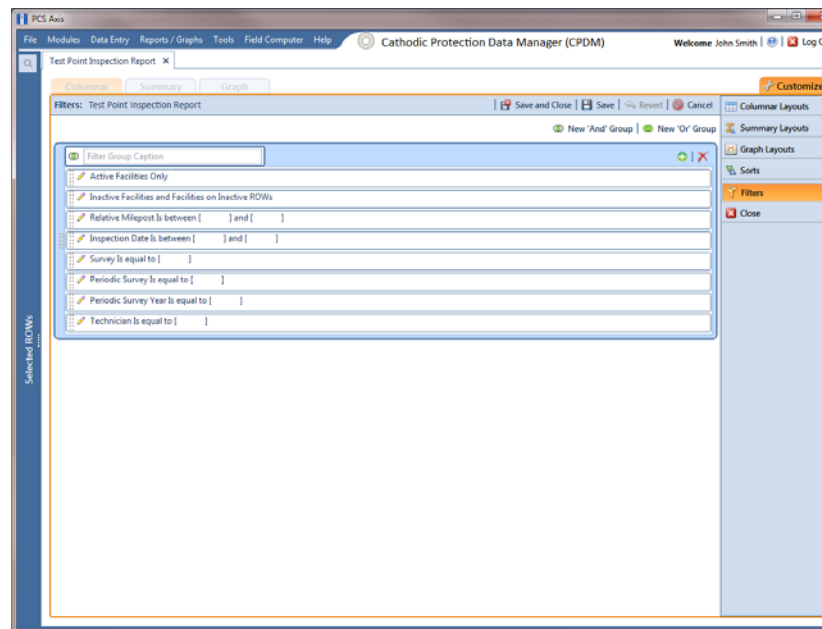 PCS Axis
File Modules Data Entry Reports / Graphs Tools Field Computer Help
Cathodic Protection Data Manager (CPDM)
Welcome John Smith | Log
Test Point Inspection Report X
Columnar Summary Graph
Customize
Filters: Test Point Inspection Report
| Save and Close | Save | Revert | Cancel
New 'And' Group | New 'Or' Group
Filter Group Caption
Active Facilities Only
Inactive Facilities and Facilities on Inactive ROWs
Relative Milepost Is between [ ] and [ ]
Inspection Date Is between [ ] and [ ]
Survey Is equal to [ ]
Periodic Survey Is equal to [ ]
Periodic Survey Year Is equal to [ ]
Technician Is equal to [ ]
Columnar Layouts
Summary Layouts
Graph Layouts
Sorts
Filters
Close
Selected ROWs